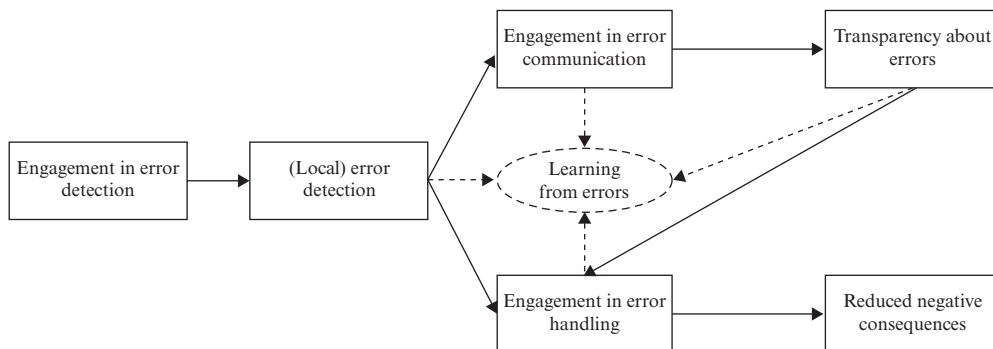 Engagement in error
communication
Transparency about
errors
Engagement in error
detection
(Local) error
detection
Learning
from errors
Engagement in error
handling
Reduced negative
consequences